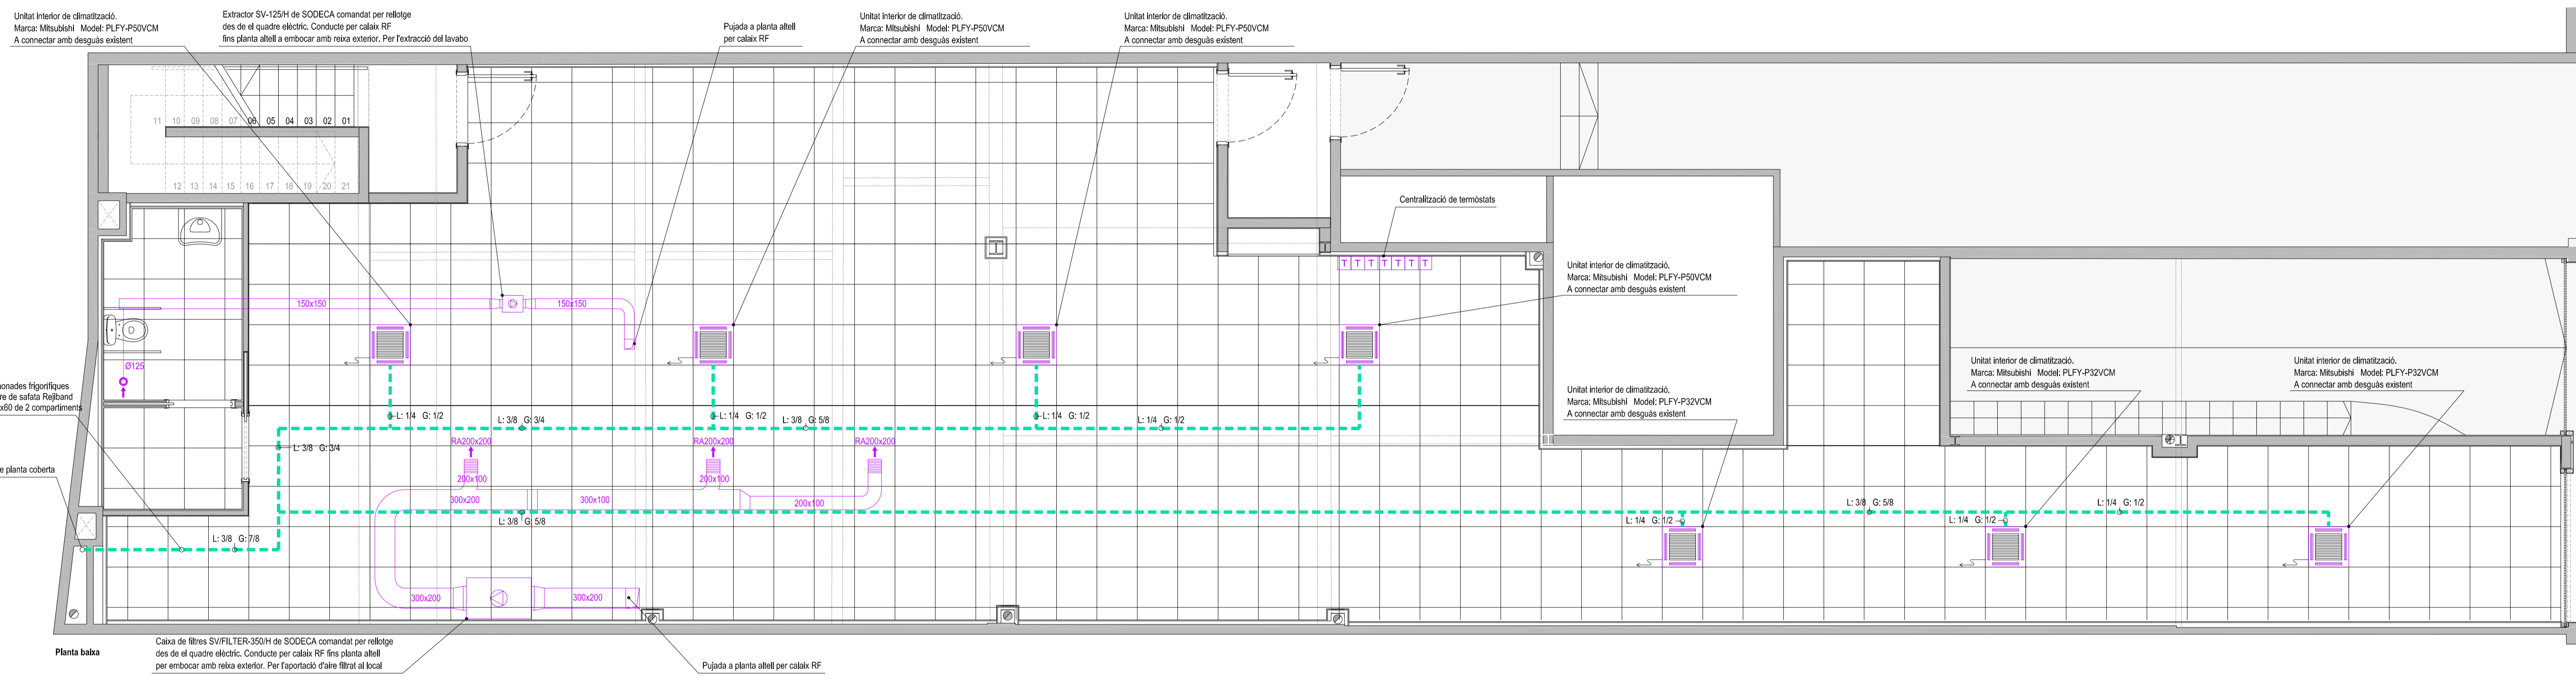 Unitat interior de climatització.
Marca: Mitsubishi Model: PLFY-P50VCM
A connectar amb desguàs existent
Extractor SV-125/H de SODECA comandat per rellotge
des de el quadre elèctric. Conducte per calaix RF
fins planta altell a embocar amb reixa exterior. Per l'extracció del lavabo
Pujada a planta altell
per calaix RF
Unitat interior de climatització.
Marca: Mitsubishi Model: PLFY-P50VCM
A connectar amb desguàs existent
Unitat interior de climatització.
Marca: Mitsubishi Model: PLFY-P50VCM
A connectar amb desguàs existent
11 10 09 08 07 06 05 04 03 02 01
12 13 14 15 16 17 18 19 20 21
Centralització de termòstats
T T T T T T T
Unitat interior de climatització.
Marca: Mitsubishi Model: PLFY-P50VCM
A connectar amb desguàs existent
150x150
150x150
Ø125
onades frigorífiques
re de safata Rejiband
x60 de 2 compartiments
Unitat interior de climatització.
Marca: Mitsubishi Model: PLFY-P32VCM
A connectar amb desguàs existent
Unitat interior de climatització.
Marca: Mitsubishi Model: PLFY-P32VCM
A connectar amb desguàs existent
Unitat interior de climatització.
Marca: Mitsubishi Model: PLFY-P32VCM
A connectar amb desguàs existent
L: 1/4 G: 1/2
L: 3/8 G: 3/4
L: 1/4 G: 1/2
L: 3/8 G: 5/8
L: 1/4 G: 1/2
L: 1/4 G: 1/2
L: 3/8 G: 3/4
RA200x200
RA200x200
RA200x200
e planta coberta
200x100
200x100
300x200
300x100
200x100
L: 3/8 G: 5/8
L: 1/4 G: 1/2
L: 3/8 G: 5/8
L: 1/4 G: 1/2
L: 1/4 G: 1/2
L: 3/8 G: 7/8
300x200
300x200
Planta baixa
Caixa de filtres SV/FILTER-350/H de SODECA comandat per rellotge
des de el quadre elèctric. Conducte per calaix RF fins planta altell
per embocar amb reixa exterior. Per l'aportació d'aire filtrat al local
Pujada a planta altell per calaix RF